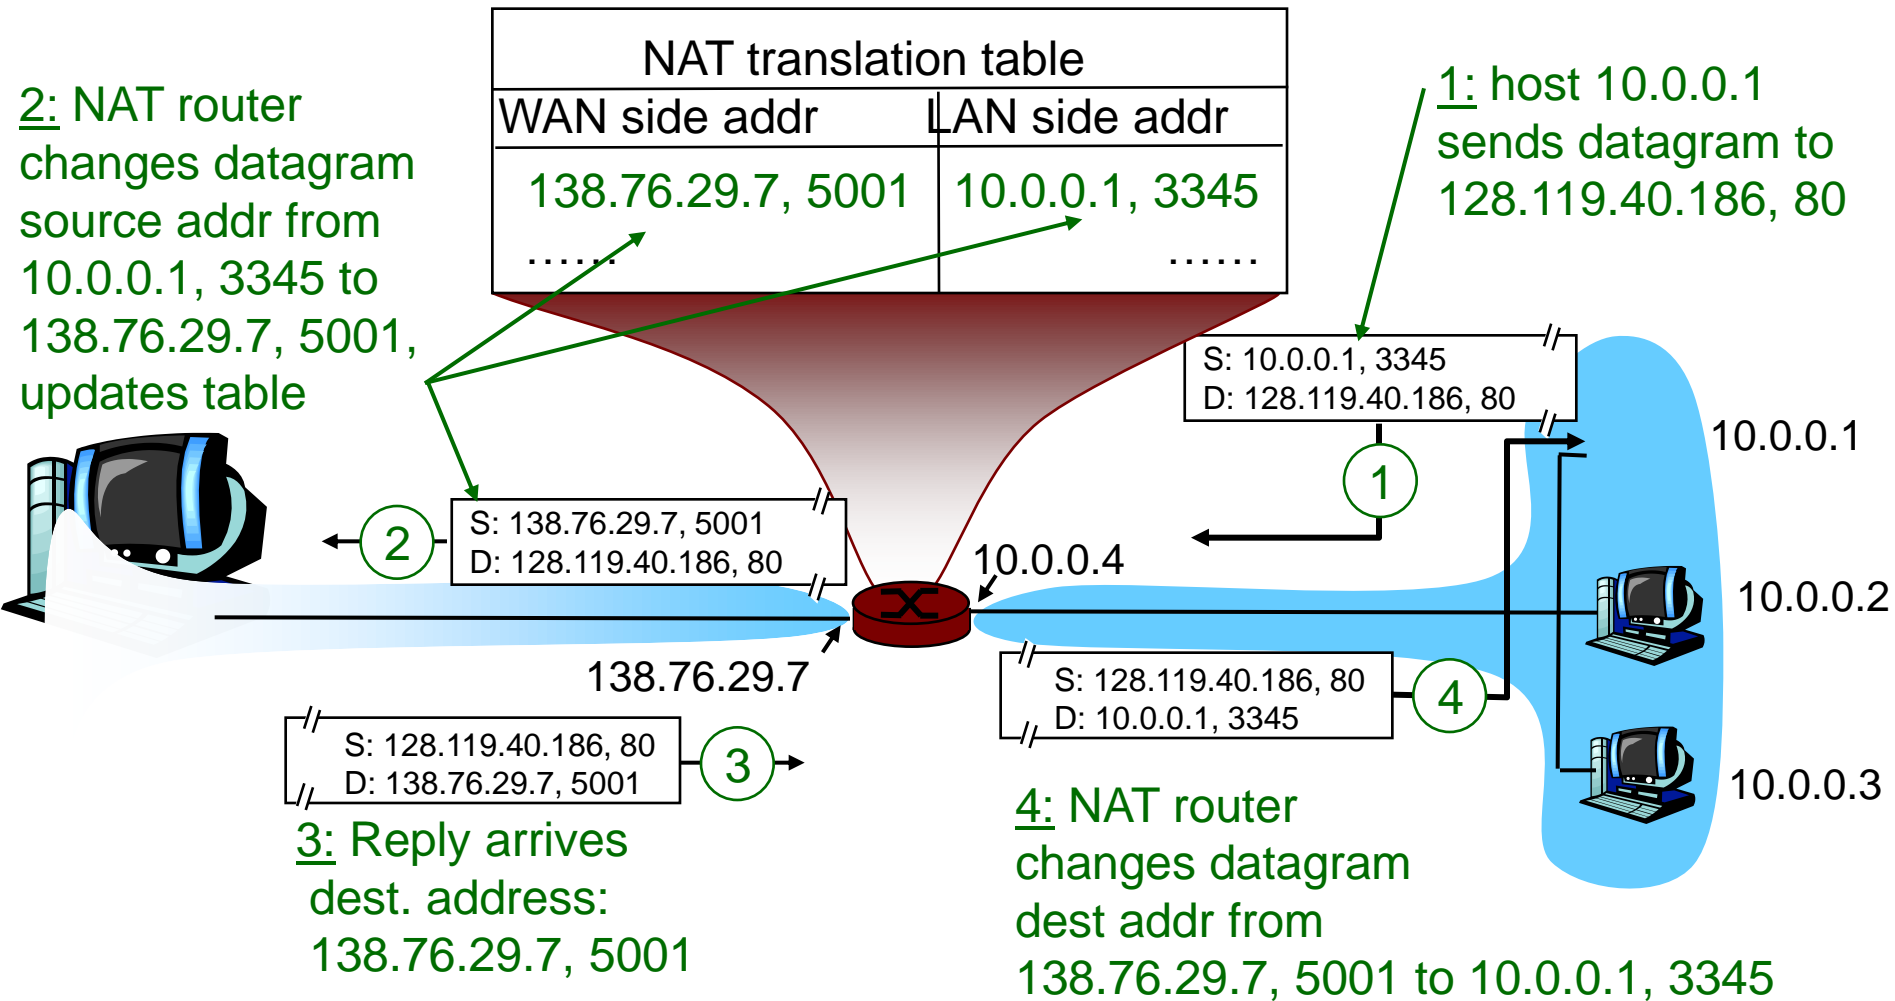 NAT translation table
WAN side addr LAN side addr
138.76.29.7, 5001 10.0.0.1, 3345
...... ......
2: NAT router
changes datagram
source addr from
10.0.0.1, 3345 to
138.76.29.7, 5001,
updates table
1: host 10.0.0.1
sends datagram to
128.119.40.186, 80
S: 10.0.0.1, 3345
D: 128.119.40.186, 80
1
10.0.0.1
S: 138.76.29.7, 5001
D: 128.119.40.186, 80
2
10.0.0.4
10.0.0.2
138.76.29.7
S: 128.119.40.186, 80
D: 10.0.0.1, 3345
4
S: 128.119.40.186, 80
D: 138.76.29.7, 5001
3
10.0.0.3
3: Reply arrives
dest. address:
138.76.29.7, 5001
4: NAT router
changes datagram
dest addr from
138.76.29.7, 5001 to 10.0.0.1, 3345